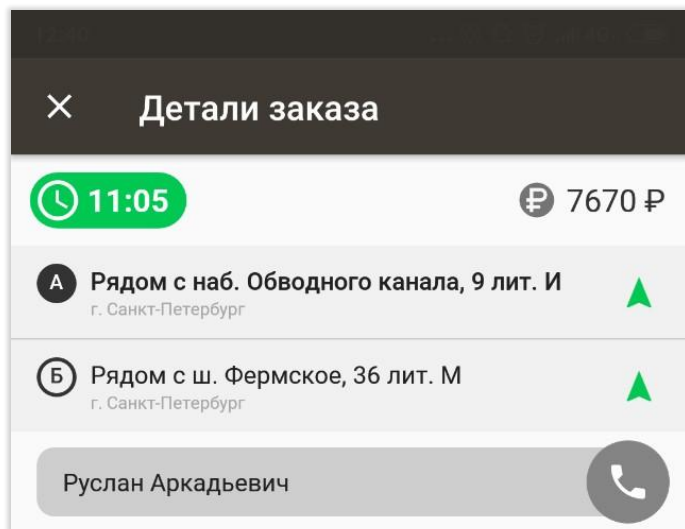 Детали заказа
11:05
7670 ₽
А
Рядом с наб. Обводного канала, 9 лит. И
г. Санкт-Петербург
Б
Рядом с ш. Фермское, 36 лит. М
г. Санкт-Петербург
Руслан Аркадьевич